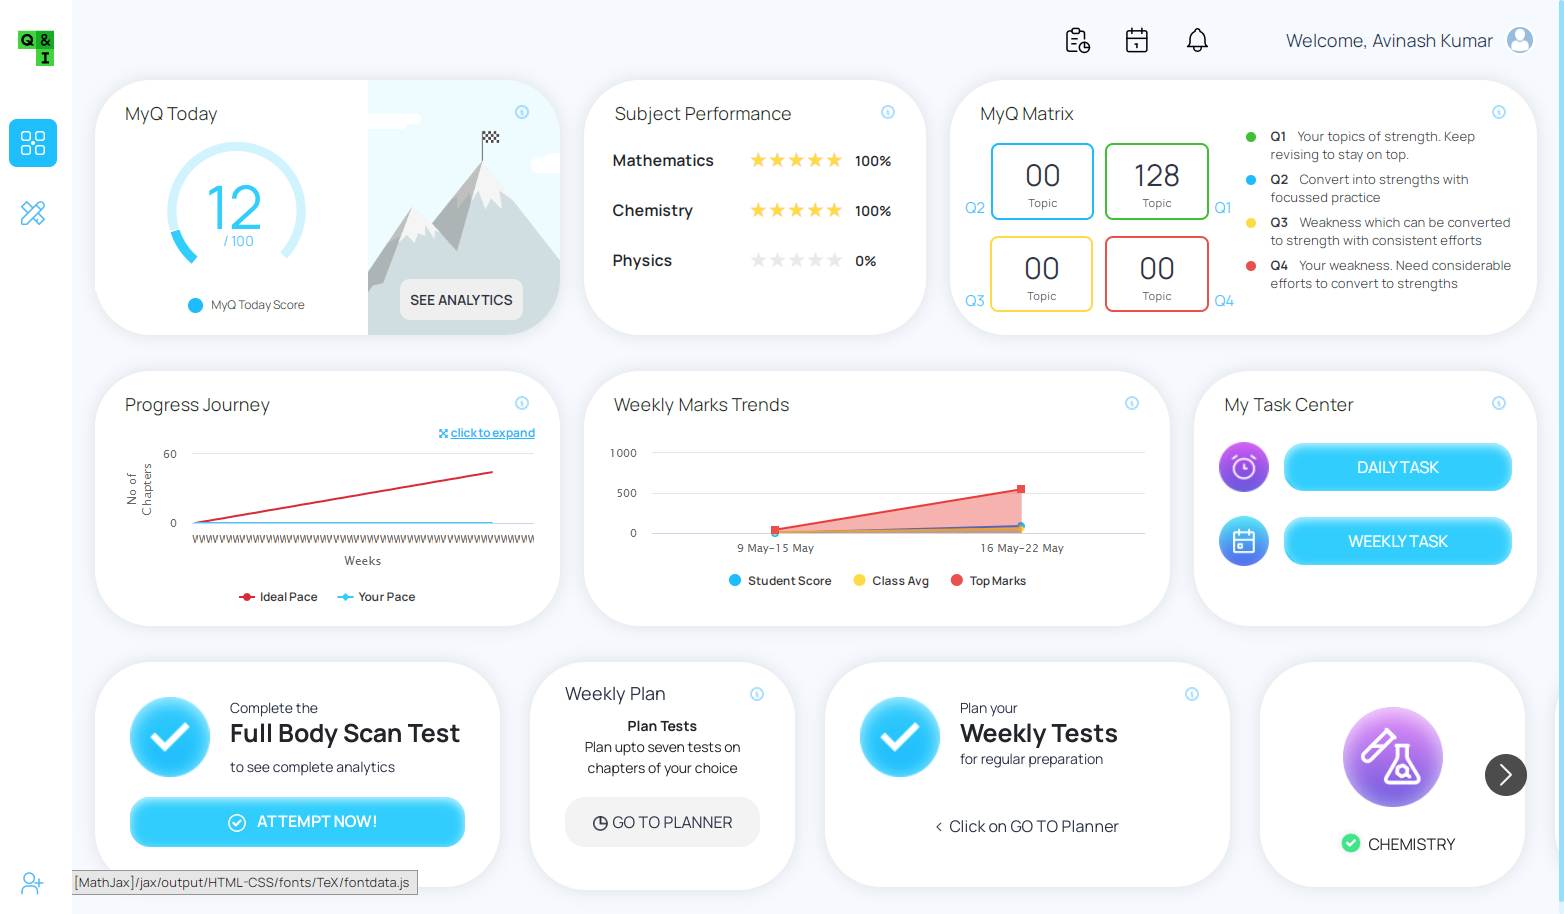 Q &
I
Welcome, Avinash Kumar
MyQ Today
12
/ 100
MyQ Today Score
SEE ANALYTICS
Subject Performance
Mathematics 100%
Chemistry 100%
Physics 0%
MyQ Matrix
Q2
00
Topic
128
Topic
Q1
Q3
00
Topic
00
Topic
Q4
Q1 Your topics of strength. Keep
revising to stay on top.
Q2 Convert into strengths with
focussed practice
Q3 Weakness which can be converted
to strength with consistent efforts
Q4 Your weakness. Need considerable
efforts to convert to strengths
Progress Journey
click to expand
No of
Chapters
60
0
Weeks
Ideal Pace Your Pace
Weekly Marks Trends
1000
500
0
9 May-15 May 16 May-22 May
Student Score Class Avg Top Marks
My Task Center
DAILY TASK
WEEKLY TASK
Complete the
Full Body Scan Test
to see complete analytics
ATTEMPT NOW!
Weekly Plan
Plan Tests
Plan upto seven tests on
chapters of your choice
GO TO PLANNER
Plan your
Weekly Tests
for regular preparation
< Click on GO TO Planner
CHEMISTRY
[MathJax]/jax/output/HTML-CSS/fonts/TeX/fontdata.js